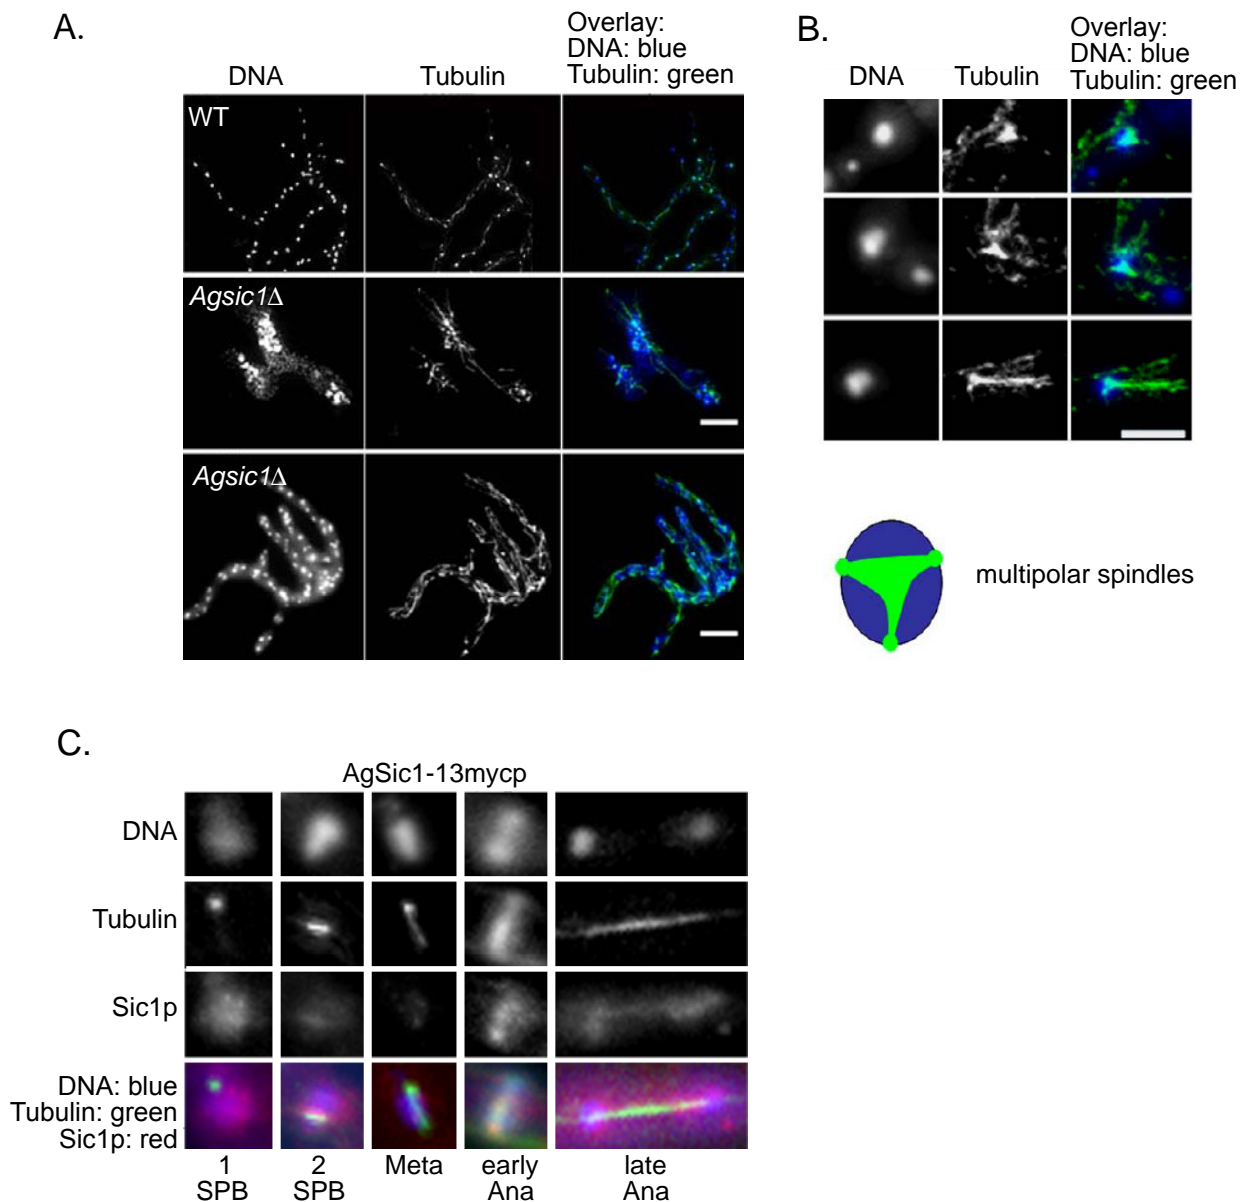 A.
DNA
Tubulin
Overlay:
DNA: blue
Tubulin: green
WT
Agsic1Δ
Agsic1Δ
B.
DNA
Tubulin
Overlay:
DNA: blue
Tubulin: green
multipolar spindles
C.
AgSic1-13mycp
DNA
Tubulin
Sic1p
DNA: blue
Tubulin: green
Sic1p: red
1
SPB
2
SPB
Meta
early
Ana
late
Ana